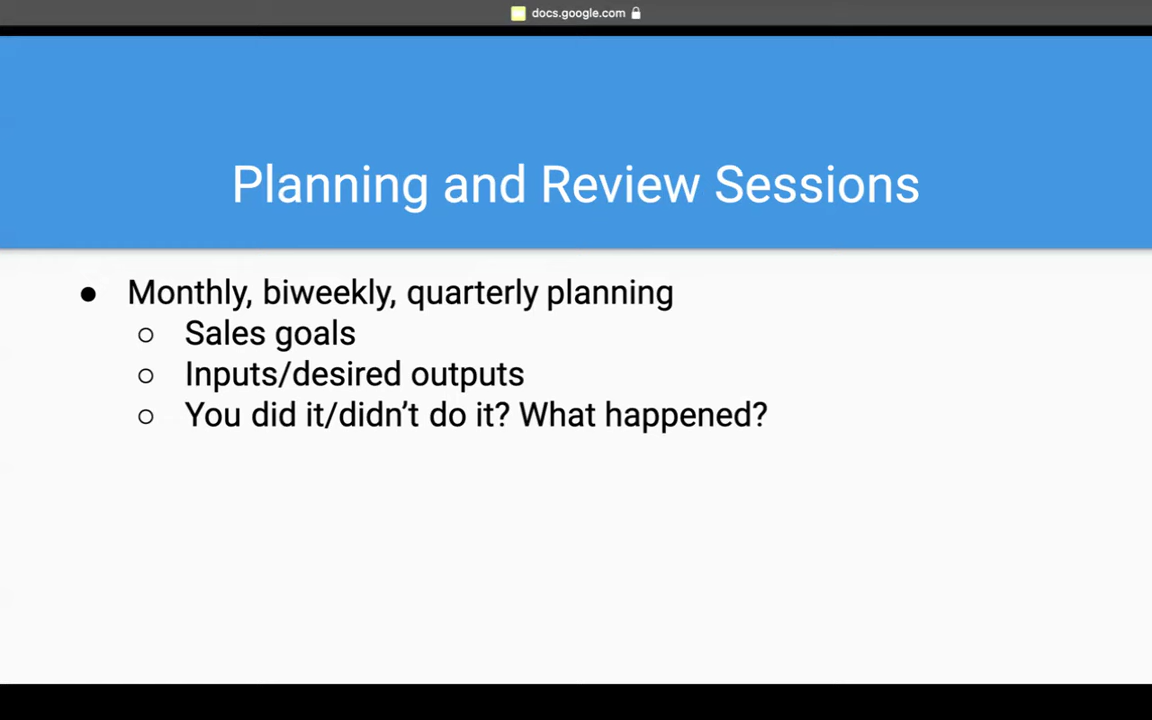 docs.google.com
Planning and Review Sessions
● Monthly, biweekly, quarterly planning
○ Sales goals
○ Inputs/desired outputs
○ You did it/didn’t do it? What happened?